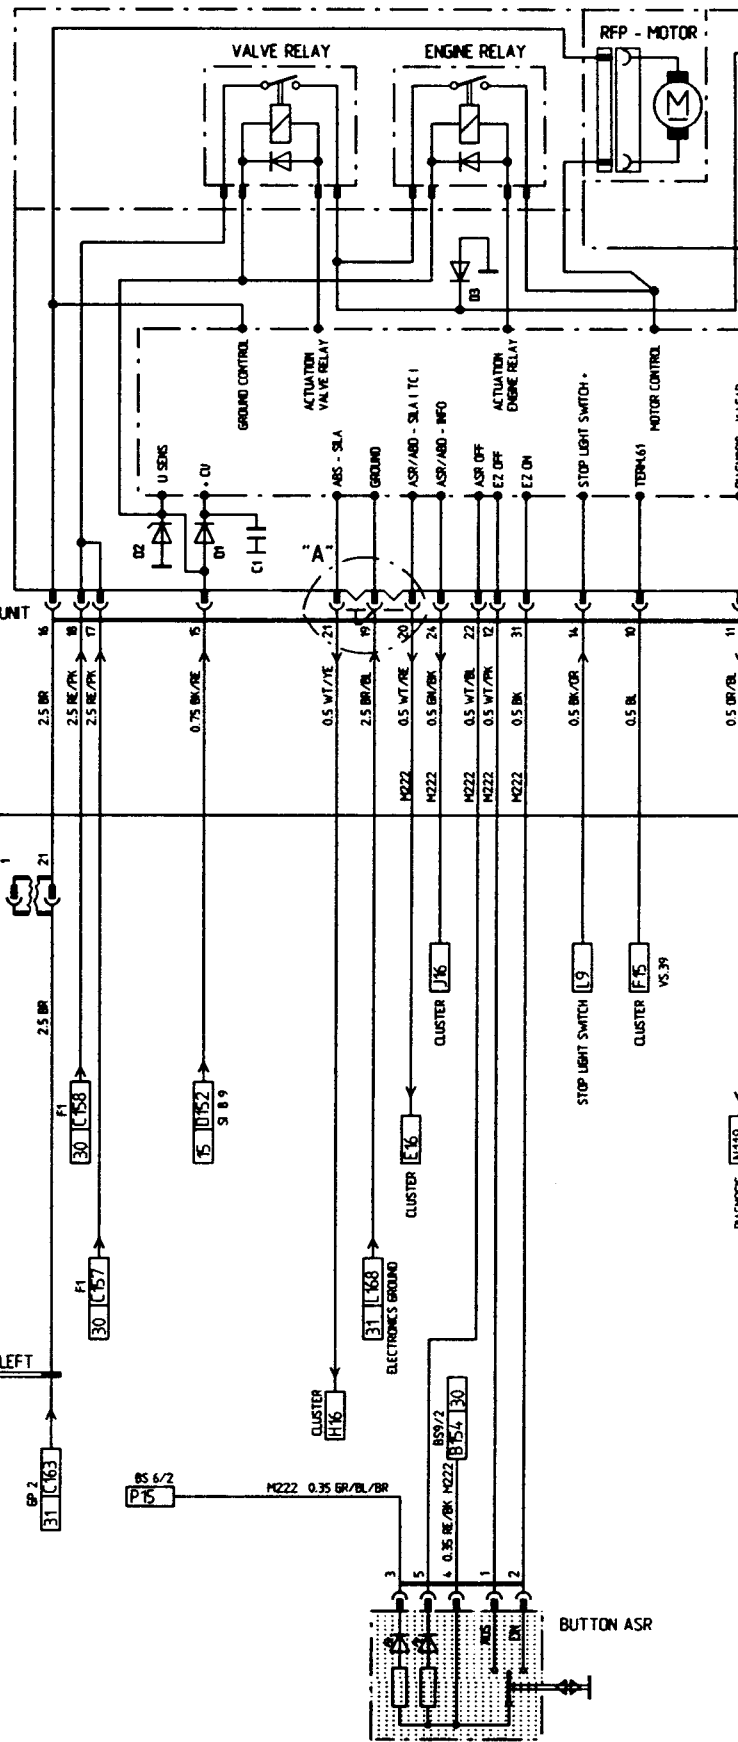 VALVE RELAY
ENGINE RELAY
RFP - MOTOR
M
D3
GROUND CONTROL
ACTUATION
VALVE RELAY
ACTUATION
ENGINE RELAY
MOTOR CONTROL
U SENS
+ CU
ABS - SILA
GROUND
ASR/ABD - SILA ( TC )
ASR/ABD - INFO
ASR OFF
EZ OFF
EZ ON
STOP LIGHT SWITCH +
TERM.61
D2
D1
C1
"A"
UNIT
16
18
17
15
21
19
20
24
22
12
31
14
10
11
2.5 BR
2.5 RE/PK
2.5 RE/PK
0.75 BK/RE
0.5 WT/YE
2.5 BR/BL
0.5 WT/RE
0.5 GN/BK
0.5 WT/BL
0.5 WT/PK
0.5 BK
0.5 BK/OR
0.5 BL
0.5 OR/BL
M222
M222
M222
M222
M222
1
21
2.5 BR
CLUSTER
J16
STOP LIGHT SWITCH
L9
CLUSTER
F15
VS.39
F1
30 C158
15 D152
SI B 9
CLUSTER
E16
F1
30 C157
31 L168
ELECTRONICS GROUND
LEFT
CLUSTER
H16
BS9/2
B154 30
GP 2
31 C163
BS 6/2
P15
M222 0.35 GR/BL/BR
0.35 RE/BK M222
3
5
4
1
2
BUTTON ASR